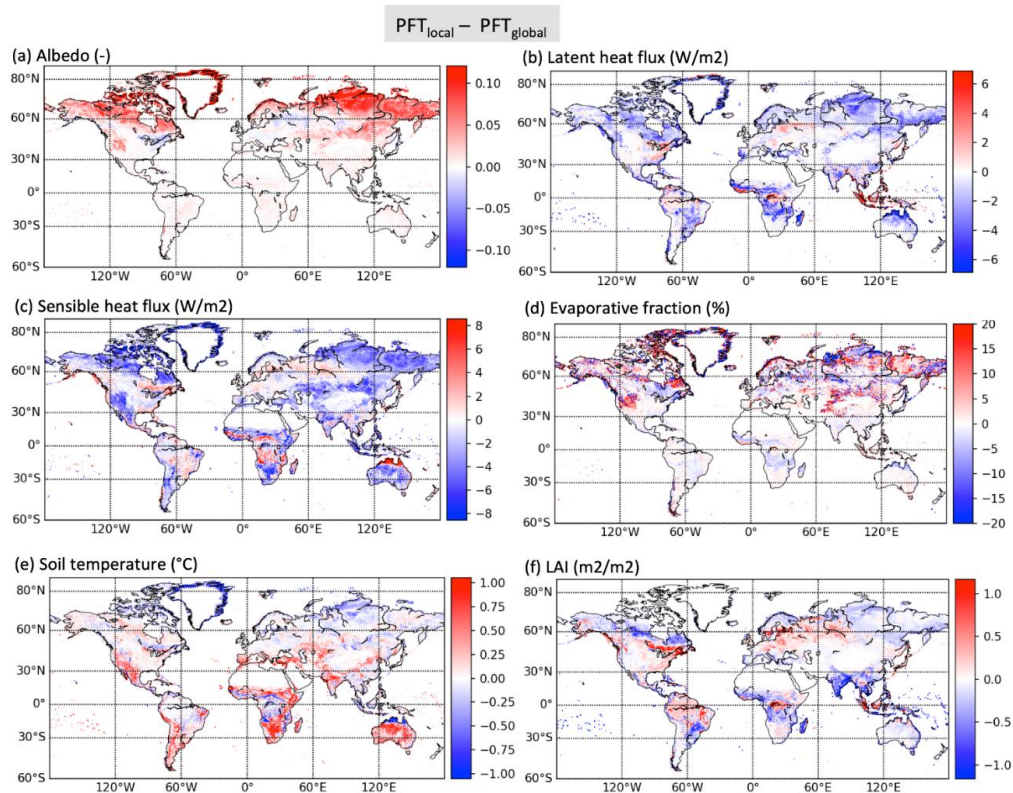 PFTlocal – PFTglobal
(a) Albedo (-)
80°N
60°N
30°N
0°
30°S
60°S
120°W 60°W 0° 60°E 120°E
0.10
0.05
0.00
−0.05
−0.10
(b) Latent heat flux (W/m2)
80°N
60°N
30°N
0°
30°S
60°S
120°W 60°W 0° 60°E 120°E
6
4
2
0
−2
−4
−6
(c) Sensible heat flux (W/m2)
80°N
60°N
30°N
0°
30°S
60°S
120°W 60°W 0° 60°E 120°E
8
6
4
2
0
−2
−4
−6
−8
(d) Evaporative fraction (%)
80°N
60°N
30°N
0°
30°S
60°S
120°W 60°W 0° 60°E 120°E
20
15
10
5
0
−5
−10
−15
−20
(e) Soil temperature (°C)
80°N
60°N
30°N
0°
30°S
60°S
120°W 60°W 0° 60°E 120°E
1.00
0.75
0.50
0.25
0.00
−0.25
−0.50
−0.75
−1.00
(f) LAI (m2/m2)
80°N
60°N
30°N
0°
30°S
60°S
120°W 60°W 0° 60°E 120°E
1.0
0.5
0.0
−0.5
−1.0